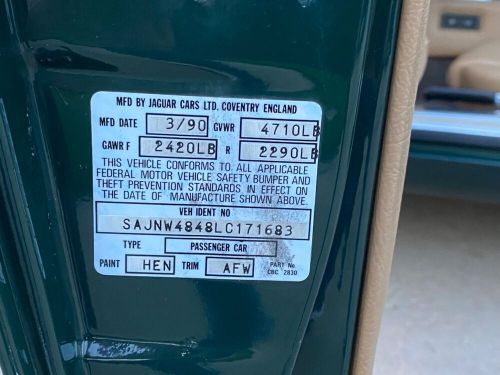 MFD BY JAGUAR CARS LTD. COVENTRY ENGLAND
MFD DATE 3/90 GVWR 4710LB
GAWR F 2420LB R 2290LB
THIS VEHICLE CONFORMS TO ALL APPLICABLE
FEDERAL MOTOR VEHICLE SAFETY BUMPER AND
THEFT PREVENTION STANDARDS IN EFFECT ON
THE DATE OF MANUFACTURE SHOWN ABOVE.
VEH IDENT NO
SAJNW4848LC171683
TYPE PASSENGER CAR
PAINT HEN TRIM AFW PART No
CBC 2830